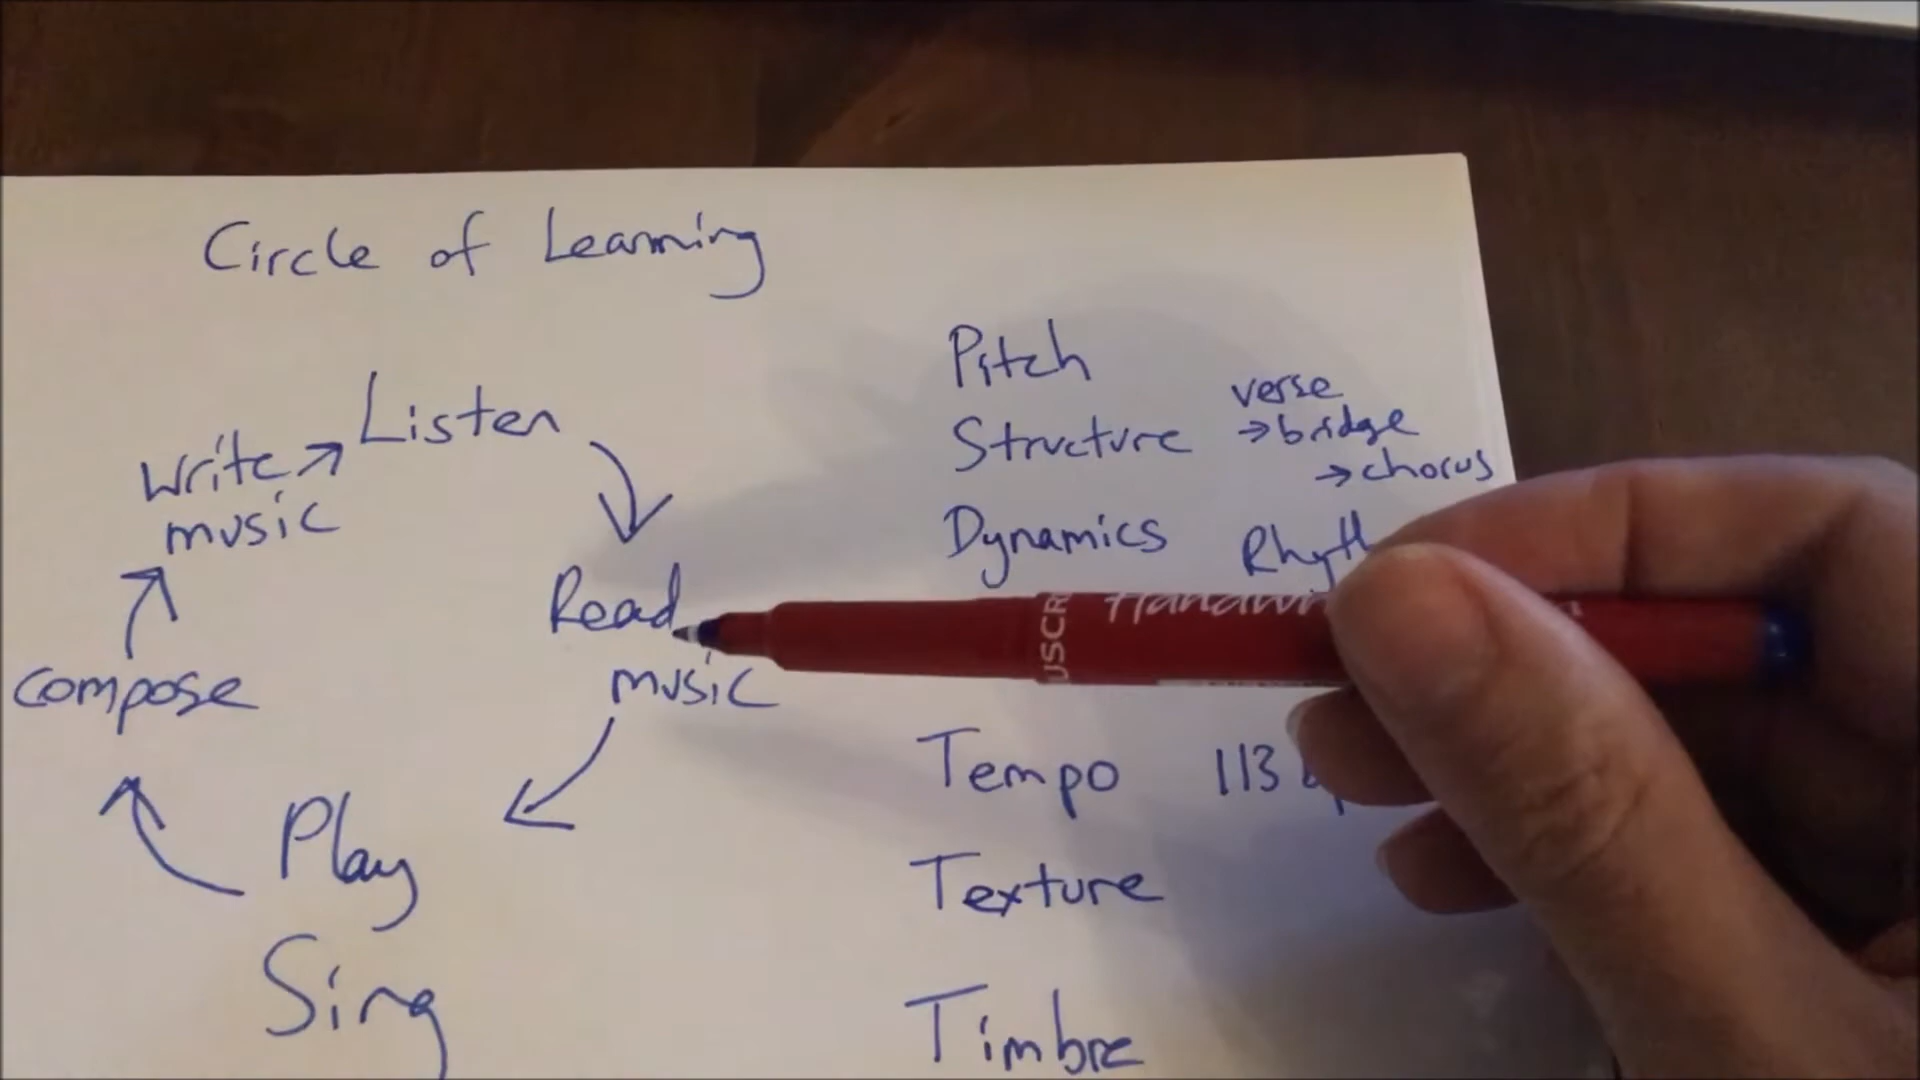 Circle of Learning
Listen
Write
music
Read
music
Compose
Play
Sing
Pitch
Structure
verse
→bridge
→chorus
Dynamics
Tempo 113
Texture
Timbre